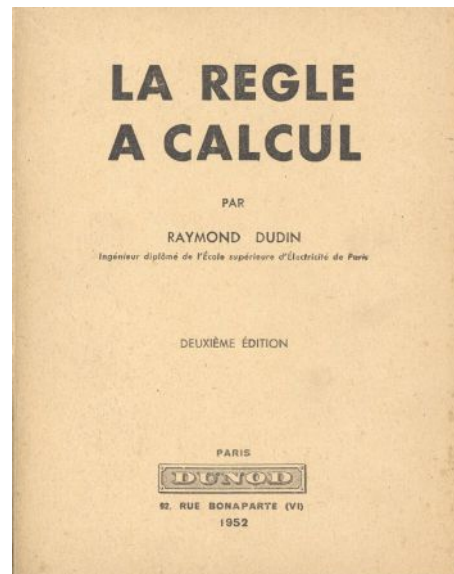 LA REGLE
A CALCUL
PAR
RAYMOND DUDIN
Ingénieur diplômé de l'École supérieure d'Électricité de Paris
DEUXIÈME ÉDITION
PARIS
DUNOD
92, RUE BONAPARTE (VI)
1952